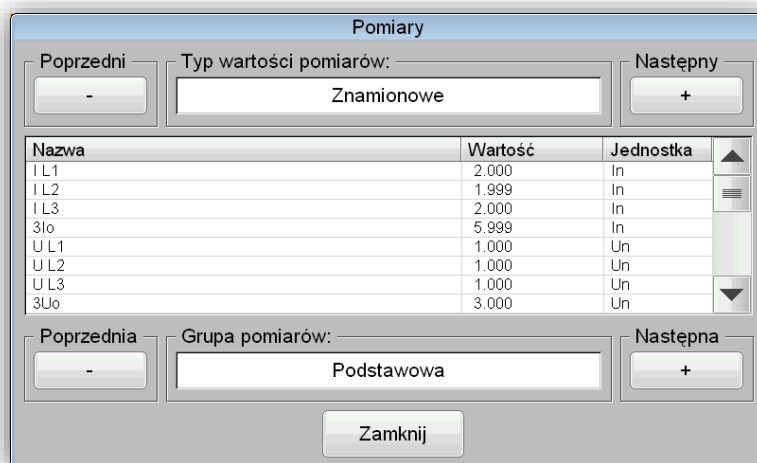 Pomiary
Poprzedni Typ wartości pomiarów: Następny
- Znamionowe +
Nazwa Wartość Jednostka
I L1 2.000 In
I L2 1.999 In
I L3 2.000 In
3Io 5.999 In
U L1 1.000 Un
U L2 1.000 Un
U L3 1.000 Un
3Uo 3.000 Un
Poprzednia Grupa pomiarów: Następna
- Podstawowa +
Zamknij